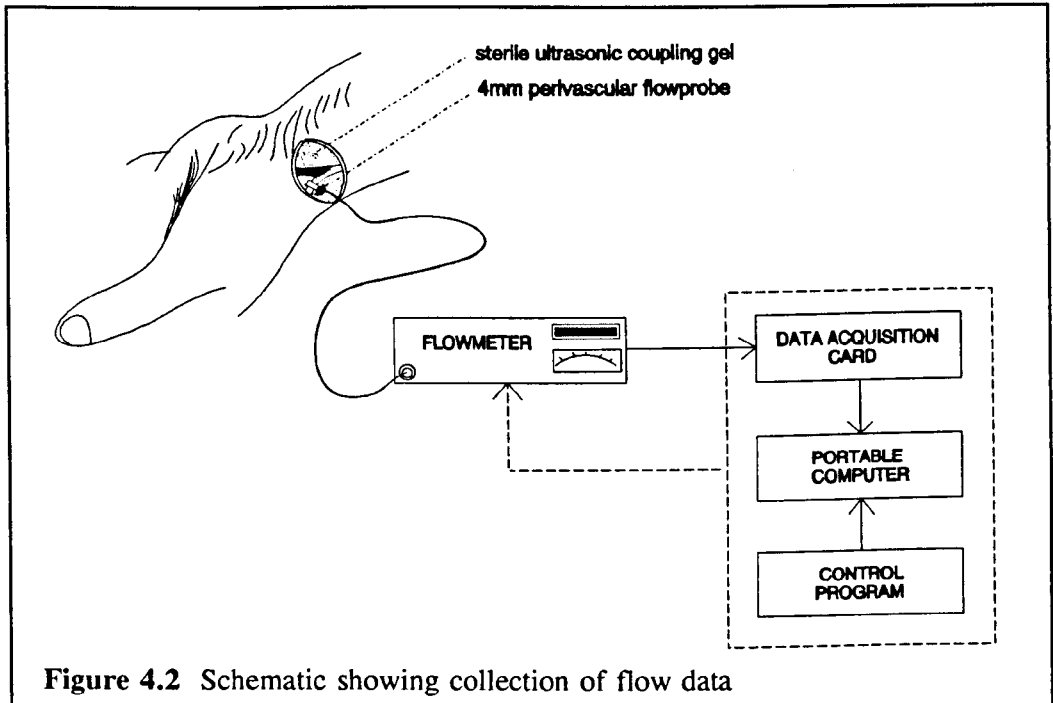 sterile ultrasonic coupling gel
4mm perivascular flowprobe
FLOWMETER
DATA ACQUISITION
CARD
PORTABLE
COMPUTER
CONTROL
PROGRAM
Figure 4.2 Schematic showing collection of flow data